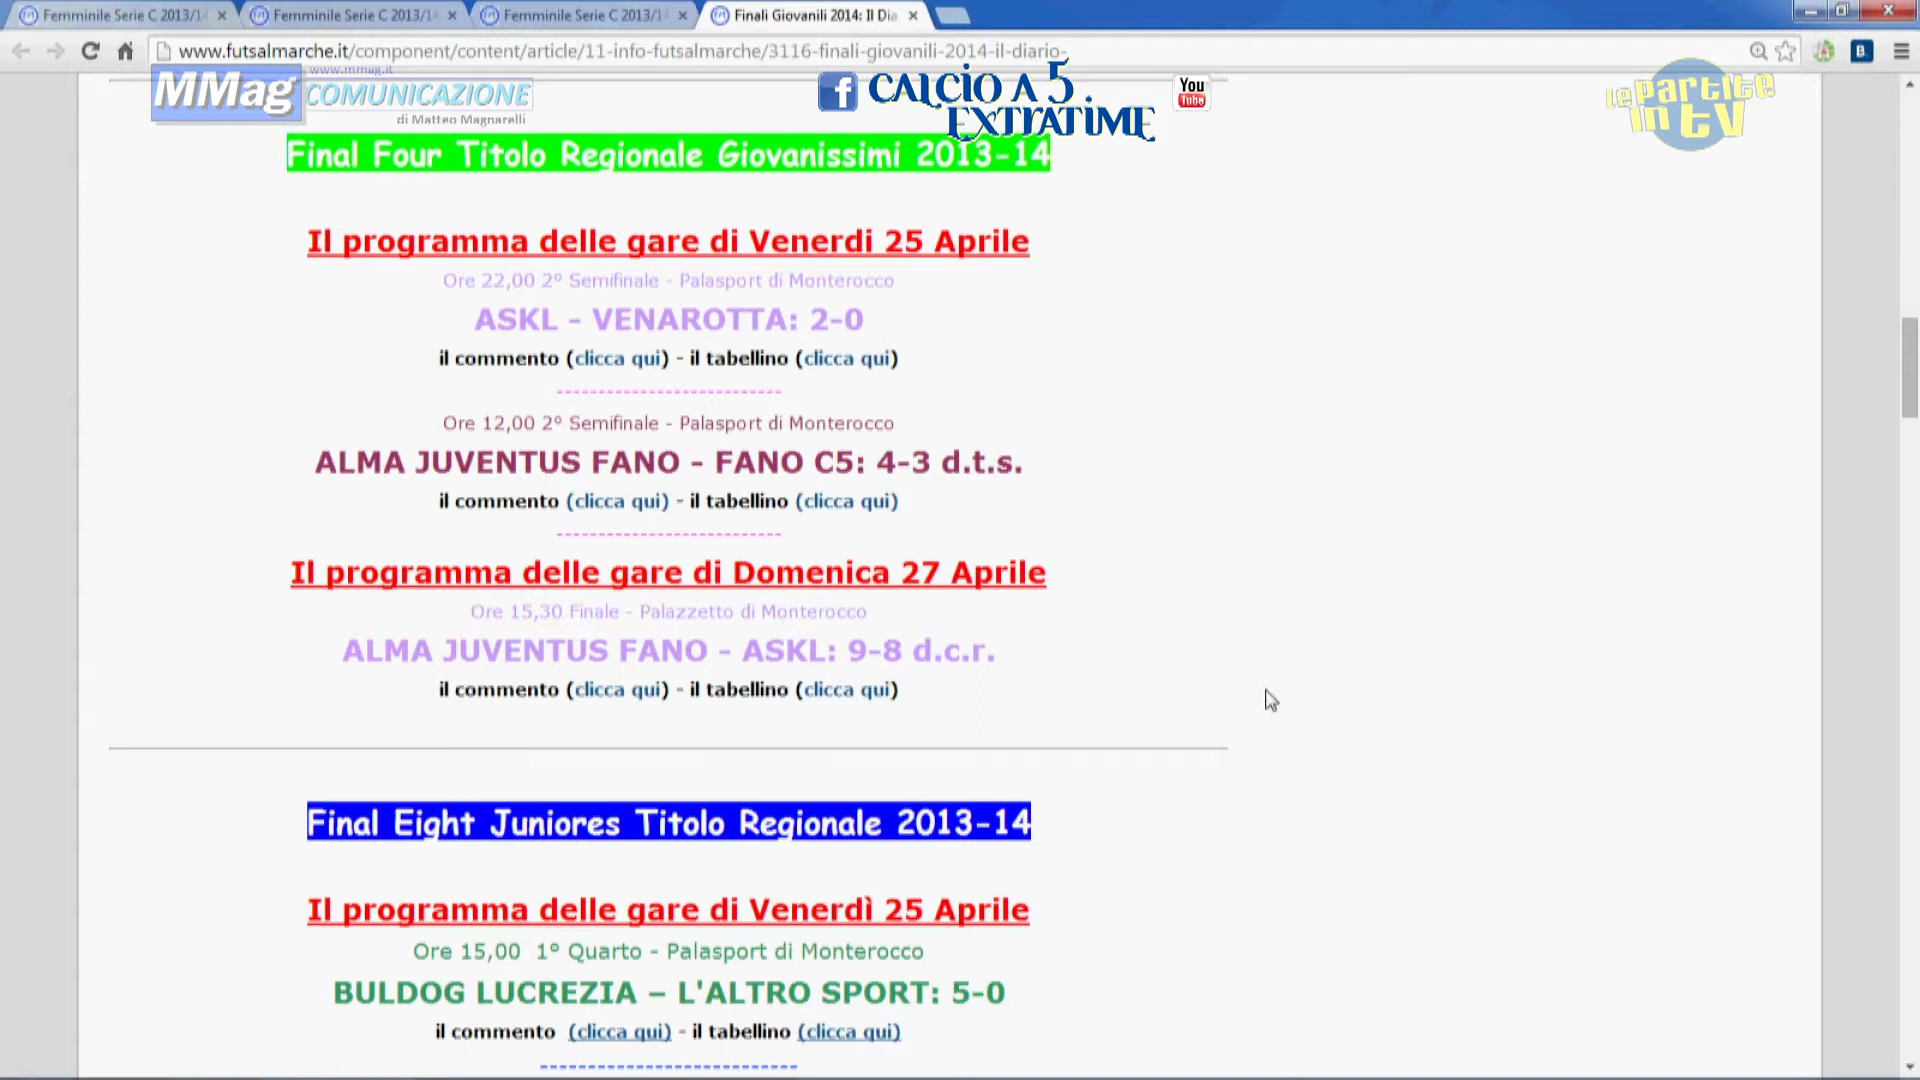 Femminile Serie C 2013/14
Femminile Serie C 2013/14
Femminile Serie C 2013/1
Finali Giovanili 2014: Il Dia
www.futsalmarche.it/component/content/article/11-info-futsalmarche/3116-finali-giovanili-2014-il-diario-
www.mmag.it
MMag COMUNICAZIONE
di Matteo Magnarelli
f CALCIO A 5 EXTRATIME
You Tube
le partite in tv
Final Four Titolo Regionale Giovanissimi 2013-14
Il programma delle gare di Venerdi 25 Aprile
Ore 22,00 2º Semifinale - Palasport di Monterocco
ASKL - VENAROTTA: 2-0
il commento (clicca qui) - il tabellino (clicca qui)
---------------------------
Ore 12,00 2º Semifinale - Palasport di Monterocco
ALMA JUVENTUS FANO - FANO C5: 4-3 d.t.s.
il commento (clicca qui) - il tabellino (clicca qui)
---------------------------
Il programma delle gare di Domenica 27 Aprile
Ore 15,30 Finale - Palazzetto di Monterocco
ALMA JUVENTUS FANO - ASKL: 9-8 d.c.r.
il commento (clicca qui) - il tabellino (clicca qui)
Final Eight Juniores Titolo Regionale 2013-14
Il programma delle gare di Venerdì 25 Aprile
Ore 15,00 1º Quarto - Palasport di Monterocco
BULDOG LUCREZIA – L'ALTRO SPORT: 5-0
il commento (clicca qui) - il tabellino (clicca qui)
---------------------------